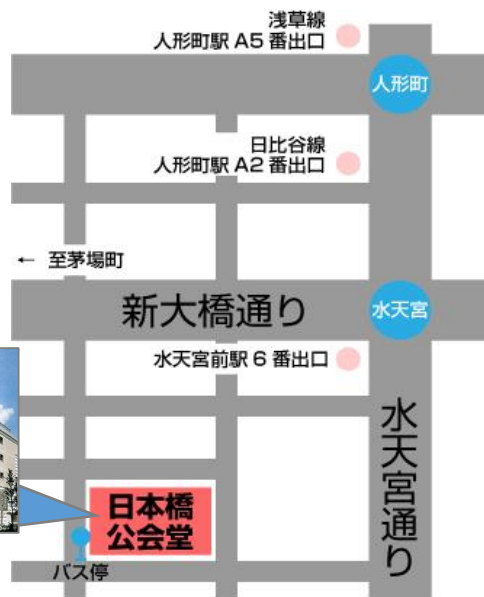 浅草線
人形町駅 A5 番出口
人形町
日比谷線
人形町駅 A2 番出口
← 至茅場町
新大橋通り
水天宮
水天宮前駅 6 番出口
水天宮通り
日本橋
公会堂
バス停